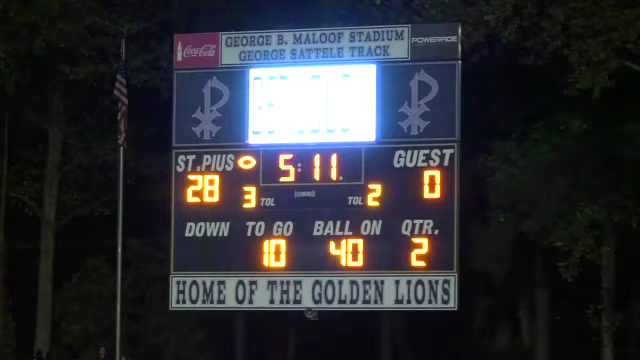 Coca-Cola
GEORGE B. MALOOF STADIUM
GEORGE SATTELE TRACK
POWERADE
ST.PIUS 5:11 GUEST
28 3 TOL TOL 2 0
DOWN TO GO BALL ON QTR.
10 40 2
HOME OF THE GOLDEN LIONS